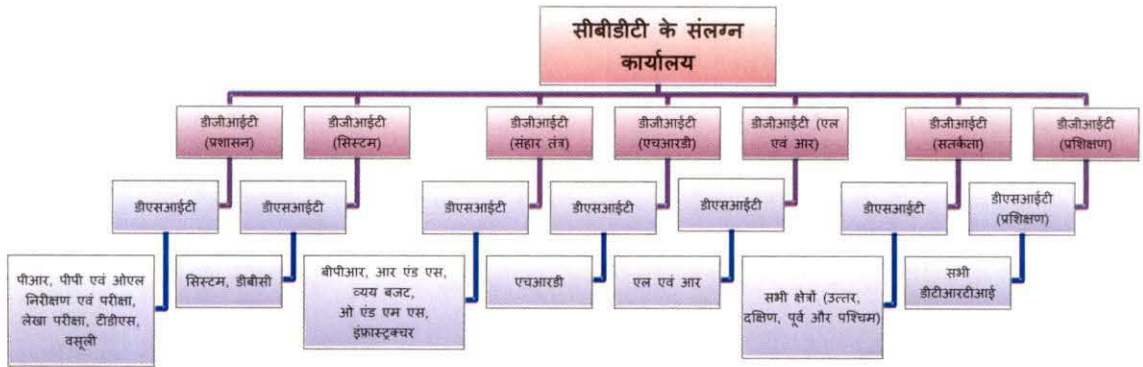 सीबीडीटी के संलग्न
कार्यालय
डीजीआईटी
(प्रशासन)
डीजीआईटी
(सिस्टम)
डीजीआईटी
(संहार तंत्र)
डीजीआईटी
(एचआरडी)
डीजीआईटी (एल
एवं आर)
डीजीआईटी
(सतर्कता)
डीजीआईटी
(प्रशिक्षण)
डीएसआईटी
डीएसआईटी
डीएसआईटी
डीएसआईटी
डीएसआईटी
डीएसआईटी
डीएसआईटी
(प्रशिक्षण)
पीआर, पीपी एवं ओएल
निरीक्षण एवं परीक्षा,
लेखा परीक्षा, टीडीएस,
वसूली
सिस्टम, डीबीसी
बीपीआर, आर एंड एस,
व्यय बजट,
ओ एंड एम एस,
इंफ्रास्ट्रक्चर
एचआरडी
एल एवं आर
सभी क्षेत्रों (उत्तर,
दक्षिण, पूर्व और पश्चिम)
सभी
डीटीआरटीआई